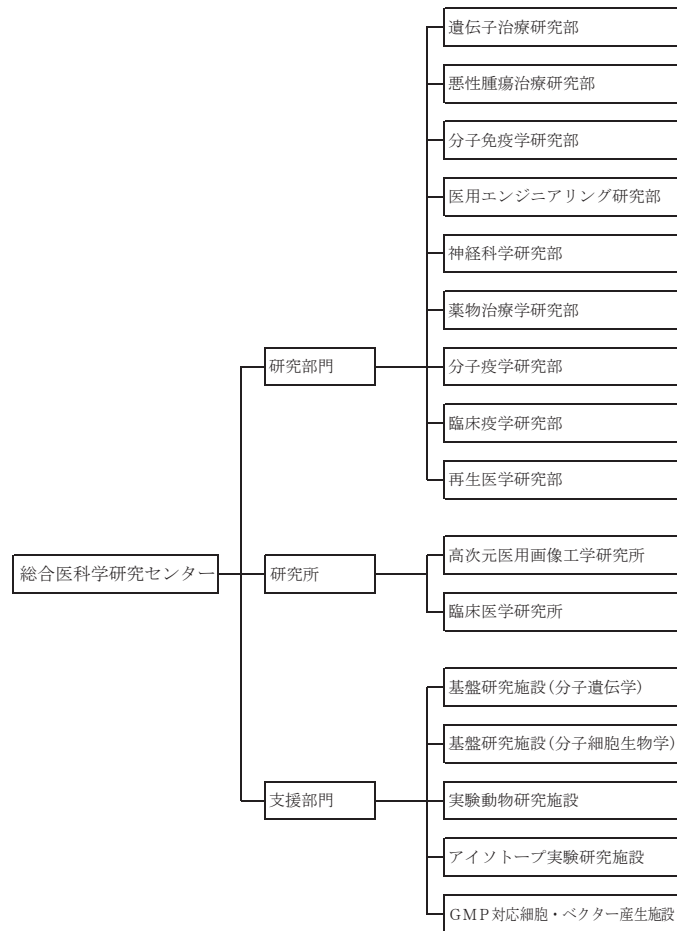 総合医科学研究センター
研究部門
遺伝子治療研究部
悪性腫瘍治療研究部
分子免疫学研究部
医用エンジニアリング研究部
神経科学研究部
薬物治療学研究部
分子疫学研究部
臨床疫学研究部
再生医学研究部
研究所
高次元医用画像工学研究所
臨床医学研究所
支援部門
基盤研究施設(分子遺伝学)
基盤研究施設(分子細胞生物学)
実験動物研究施設
アイソトープ実験研究施設
GMP対応細胞・ベクター産生施設